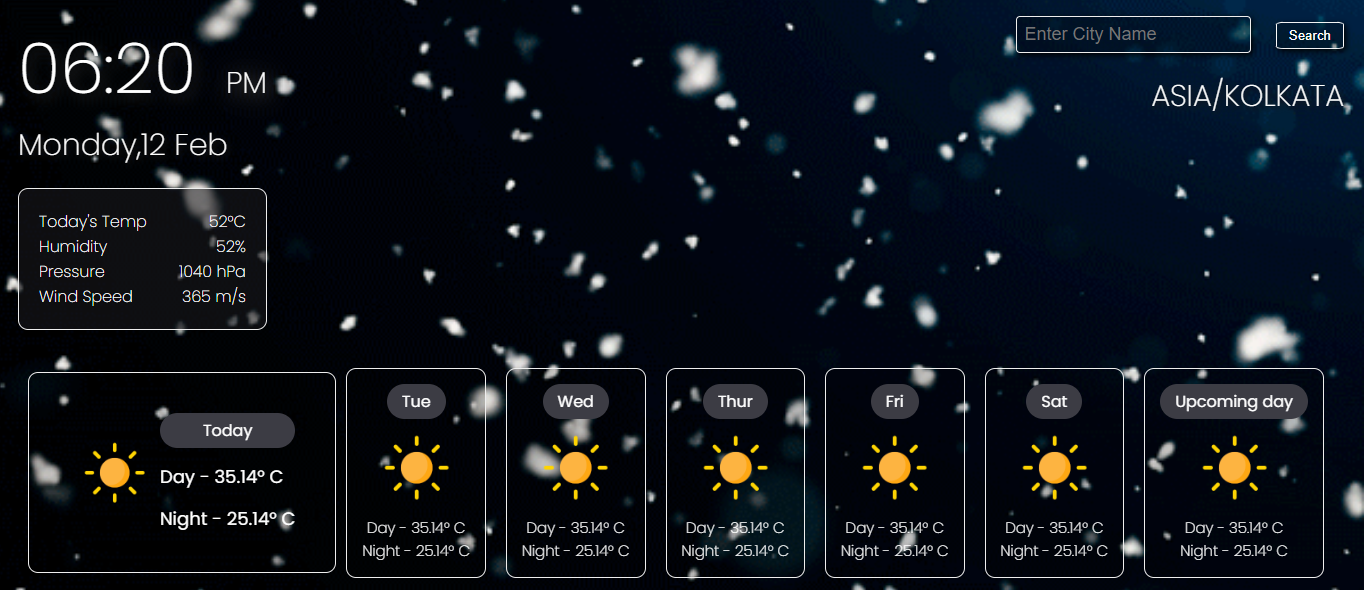 06:20 PM
Enter City Name
Search
ASIA/KOLKATA
Monday,12 Feb
Today's Temp 52°C
Humidity 52%
Pressure 1040 hPa
Wind Speed 365 m/s
Today
Day - 35.14° C
Night - 25.14° C
Tue
Day - 35.14° C
Night - 25.14° C
Wed
Day - 35.14° C
Night - 25.14° C
Thur
Day - 35.14° C
Night - 25.14° C
Fri
Day - 35.14° C
Night - 25.14° C
Sat
Day - 35.14° C
Night - 25.14° C
Upcoming day
Day - 35.14° C
Night - 25.14° C